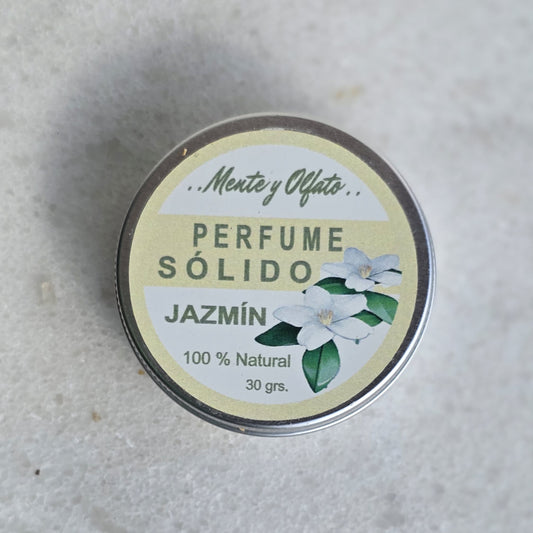 ..Mente y Olfato..
PERFUME
SÓLIDO
JAZMÍN
100 % Natural
30 grs.